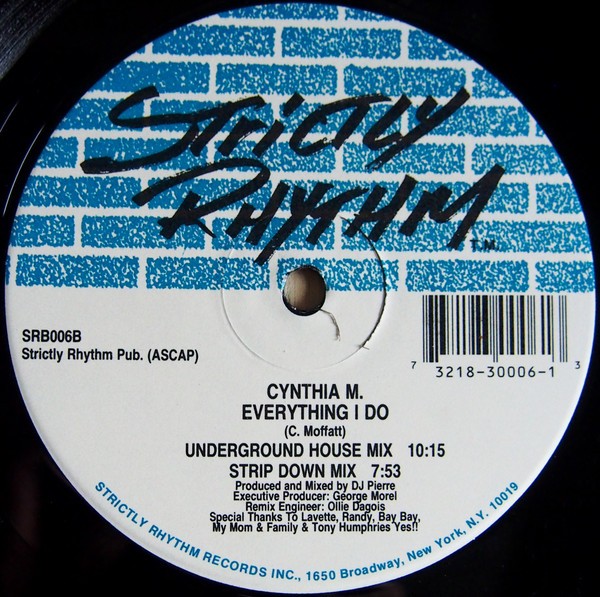 STRICTLY
RHYTHM
T.M.
SRB006B
Strictly Rhythm Pub. (ASCAP)
7 3218-30006-1 3
CYNTHIA M.
EVERYTHING I DO
(C. Moffatt)
UNDERGROUND HOUSE MIX 10:15
STRIP DOWN MIX 7:53
Produced and Mixed by DJ Pierre
Executive Producer: George Morel
Remix Engineer: Ollie Dagois
Special Thanks To Lavette, Randy, Bay Bay,
My Mom & Family & Tony Humphries Yes!!
STRICTLY RHYTHM RECORDS INC., 1650 Broadway, New York, N.Y. 10019